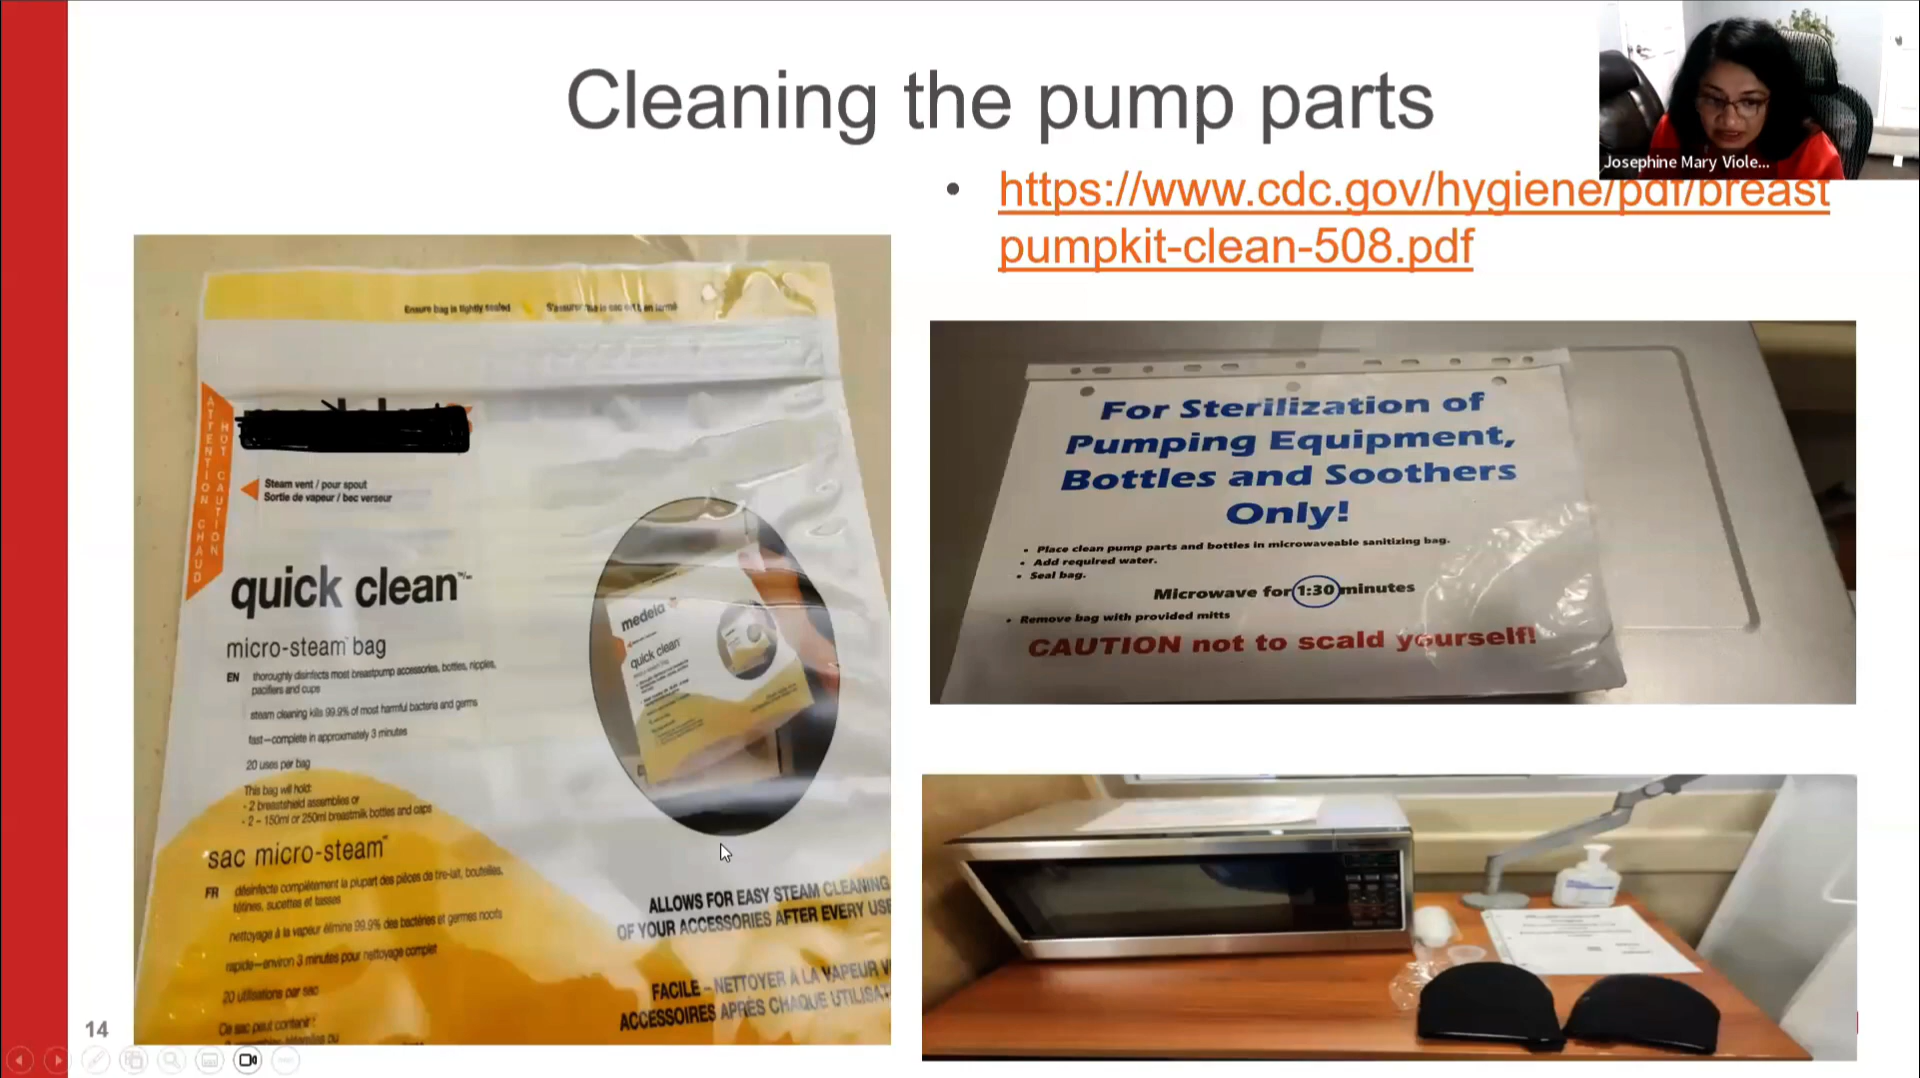 Cleaning the pump parts
Josephine Mary Viole...
• https://www.cdc.gov/hygiene/pdf/breast
pumpkit-clean-508.pdf
Ensure bag is tightly sealed
ATTENTION CHAUD
HOT CAUTION
Steam vent / pour spout
Sortie de vapeur / bec verseur
quick clean™
micro-steam™ bag
EN thoroughly disinfects most breastpump accessories, bottles, nipples,
pacifiers and cups
steam cleaning kills 99.9% of most harmful bacteria and germs
fast—complete in approximately 3 minutes
20 uses per bag
This bag will hold:
- 2 breastshield assemblies or
- 2 – 150ml or 250ml breastmilk bottles and caps
sac micro-steam™
FR désinfecte complètement la plupart des pièces de tire-lait, bouteilles,
tétines, sucettes et tasses
nettoyage à la vapeur élimine 99.9% des bactéries et germes nocifs
rapide—environ 3 minutes pour nettoyage complet
20 utilisations par sac
Ce sac peut contenir :
medela
quick clean
ALLOWS FOR EASY STEAM CLEANING
OF YOUR ACCESSORIES AFTER EVERY USE
FACILE – NETTOYER À LA VAPEUR V
ACCESSOIRES APRÈS CHAQUE UTILISAT
For Sterilization of
Pumping Equipment,
Bottles and Soothers
Only!
• Place clean pump parts and bottles in microwaveable sanitizing bag.
• Add required water.
• Seal bag.
Microwave for 1:30 minutes
• Remove bag with provided mitts
CAUTION not to scald yourself!
14